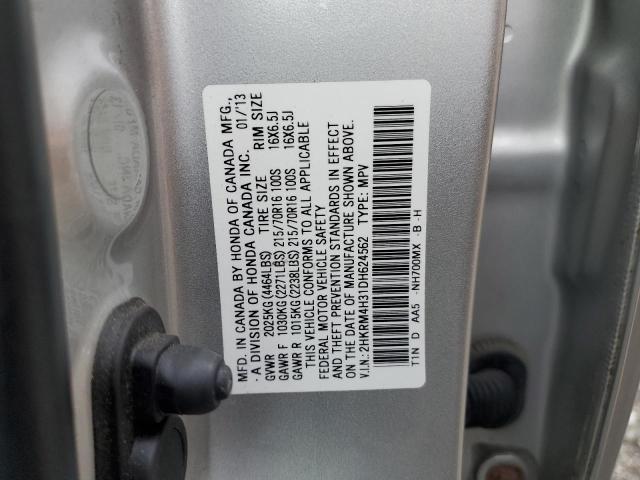 MFD. IN CANADA BY HONDA OF CANADA MFG.,
- A DIVISION OF HONDA CANADA INC. 01/'13
GVWR 2025KG(4464LBS) TIRE SIZE RIM SIZE
GAWR F 1030KG(2271LBS) 215/70R16 100S 16X6.5J
GAWR R 1015KG(2238LBS) 215/70R16 100S 16X6.5J
THIS VEHICLE CONFORMS TO ALL APPLICABLE
FEDERAL MOTOR VEHICLE SAFETY
AND THEFT PREVENTION STANDARDS IN EFFECT
ON THE DATE OF MANUFACTURE SHOWN ABOVE.
V.I.N.: 2HKRM4H31DH624562 TYPE: MPV
T1N D AA5 -NH700MX -B -H
01/13